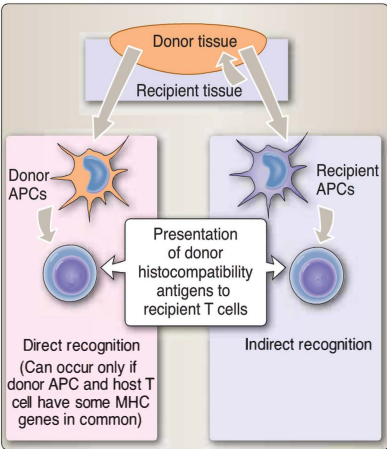 Donor tissue
Recipient tissue
Donor
APCs
Recipient
APCs
Presentation
of donor
histocompatibility
antigens to
recipient T cells
Direct recognition
(Can occur only if
donor APC and host T
cell have some MHC
genes in common)
Indirect recognition